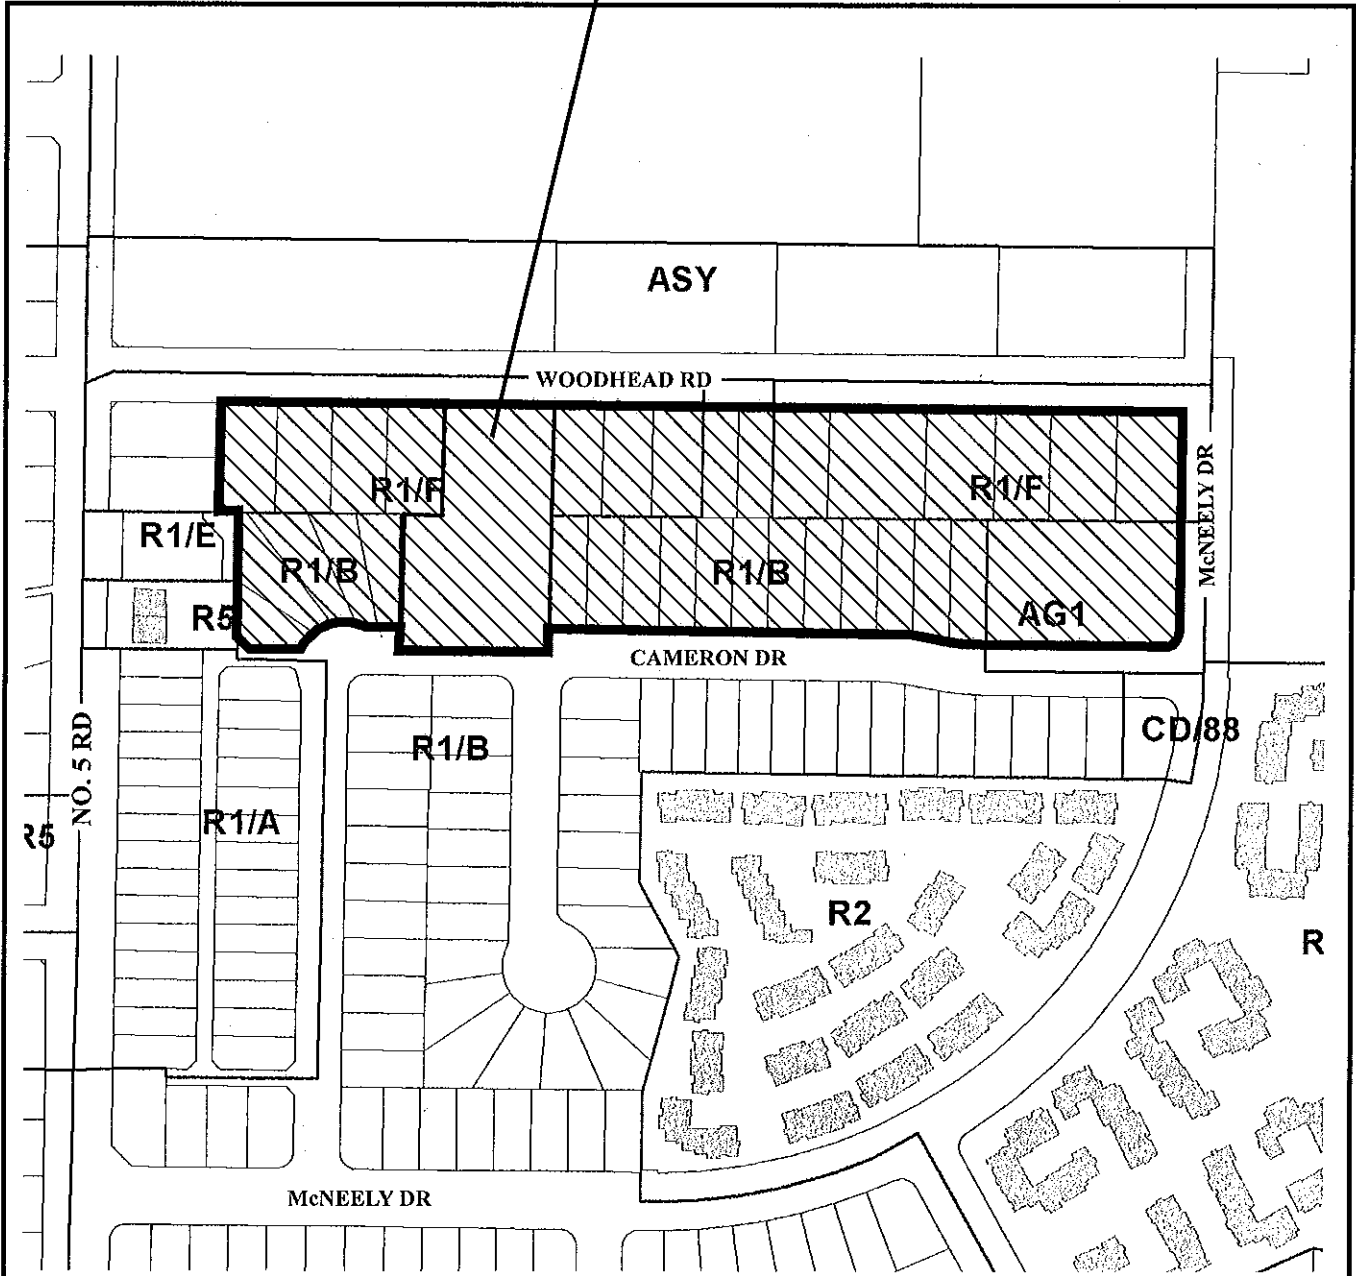 ASY
WOODHEAD RD
R1/F
R1/F
McNEELY DR
R1/E
R1/B
R1/B
R5
AG1
CAMERON DR
NO. 5 RD
R1/B
CD/88
R1/A
R5
R2
R
McNEELY DR